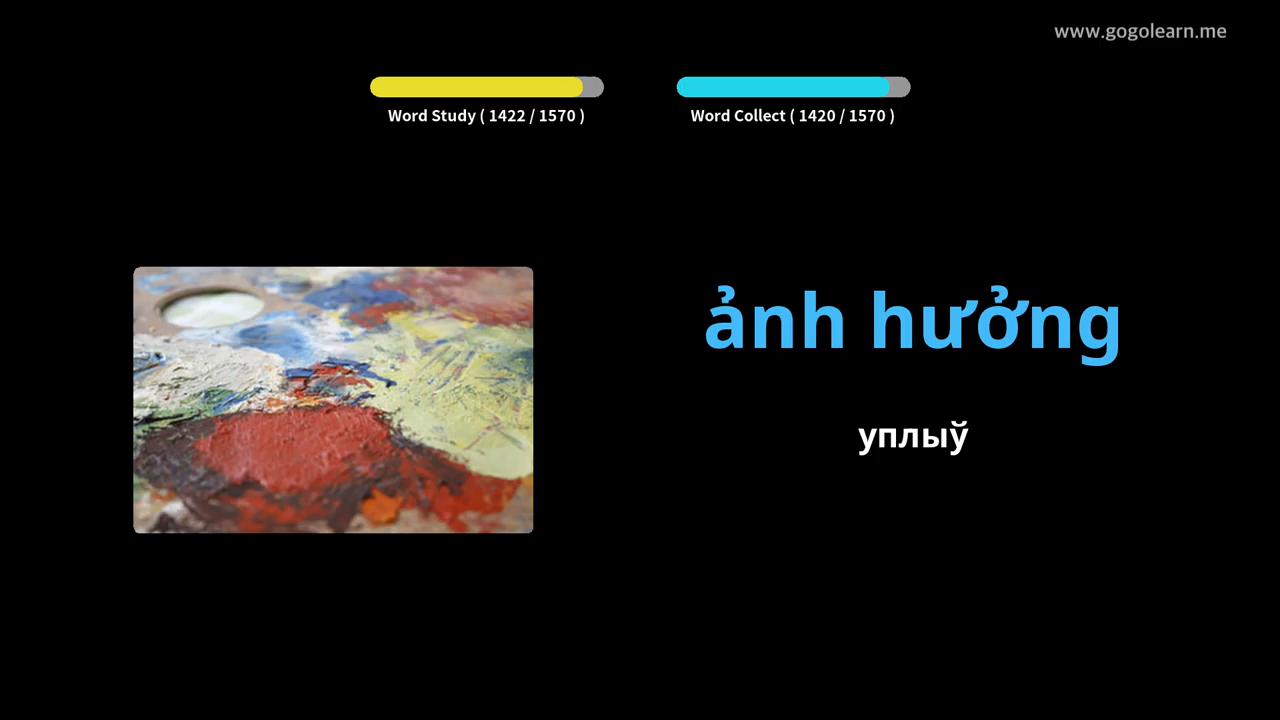 www.gogolearn.me
Word Study ( 1422 / 1570 )
Word Collect ( 1420 / 1570 )
ảnh hưởng
уплыў